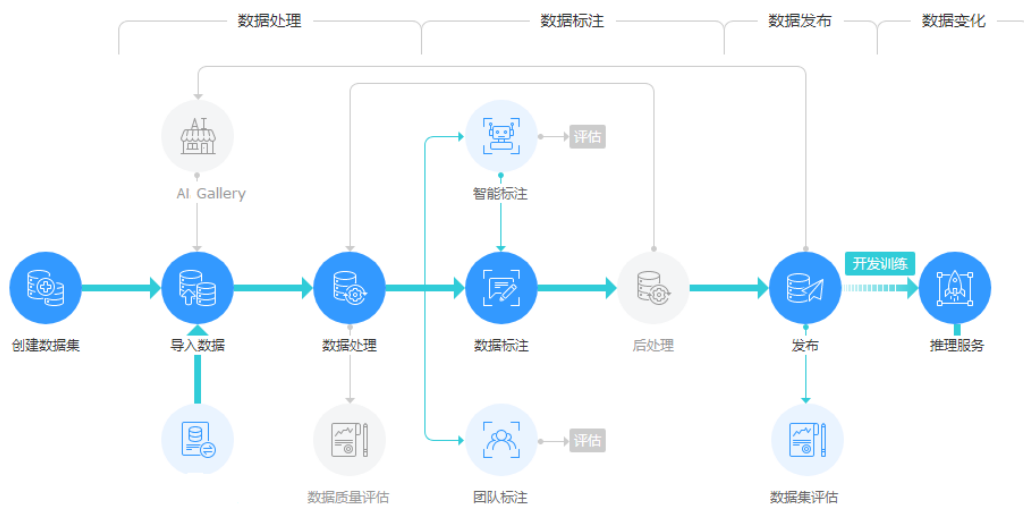 数据处理
数据标注
数据发布
数据变化
评估
AI Gallery
智能标注
开发训练
创建数据集
导入数据
数据处理
数据标注
后处理
发布
推理服务
评估
数据质量评估
团队标注
数据集评估